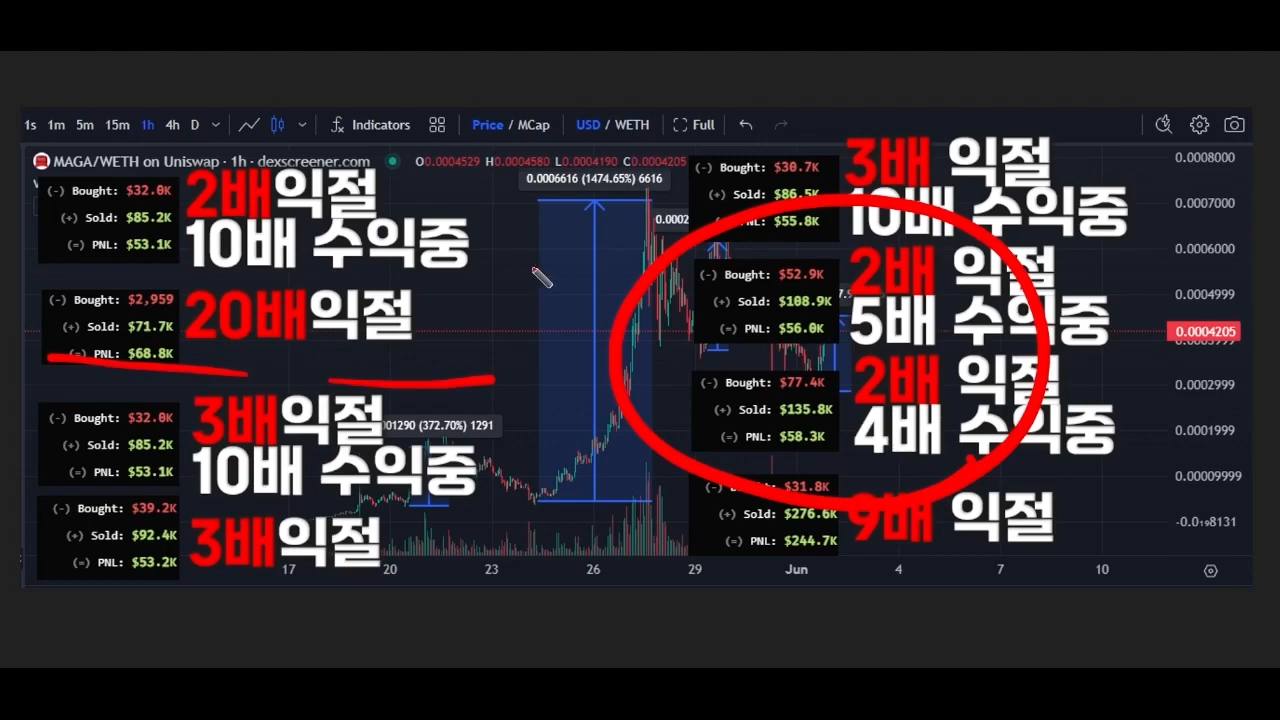 1s 1m 5m 15m 1h 4h D Indicators Price / MCap USD / WETH Full
MAGA/WETH on Uniswap · 1h · dexscreener.com O0.0004529 H0.0004580 L0.0004190 C0.0004205
0.0006616 (1474.65%) 6616
(-) Bought: $32.0K
(+) Sold: $85.2K
(=) PNL: $53.1K
2배익절
10배 수익중
(-) Bought: $2,959
(+) Sold: $71.7K
(=) PNL: $68.8K
20배익절
(-) Bought: $32.0K
(+) Sold: $85.2K
(=) PNL: $53.1K
3배익절
10배 수익중
(-) Bought: $39.2K
(+) Sold: $92.4K
(=) PNL: $53.2K
3배익절
(372.70%) 1291
(-) Bought: $30.7K
(+) Sold: $86.5K
PNL: $55.8K
3배 익절
10배 수익중
(-) Bought: $52.9K
(+) Sold: $108.9K
(=) PNL: $56.0K
2배 익절
5배 수익중
(-) Bought: $77.4K
(+) Sold: $135.8K
(=) PNL: $58.3K
2배 익절
4배 수익중
(-) $31.8K
(+) Sold: $276.6K
(=) PNL: $244.7K
9배 익절
0.0008000
0.0007000
0.0006000
0.0004999
0.0004205
0.0002999
0.0001999
0.00009999
17 20 23 26 29 Jun 4 7 10